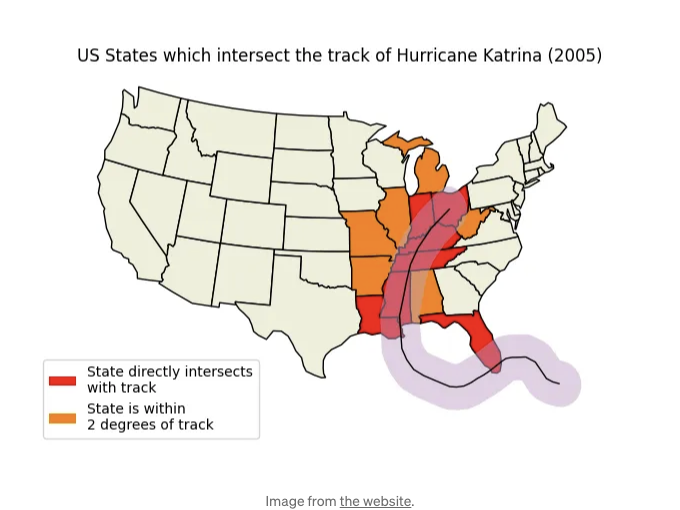 US States which intersect the track of Hurricane Katrina (2005)
State directly intersects
with track
State is within
2 degrees of track
Image from the website.